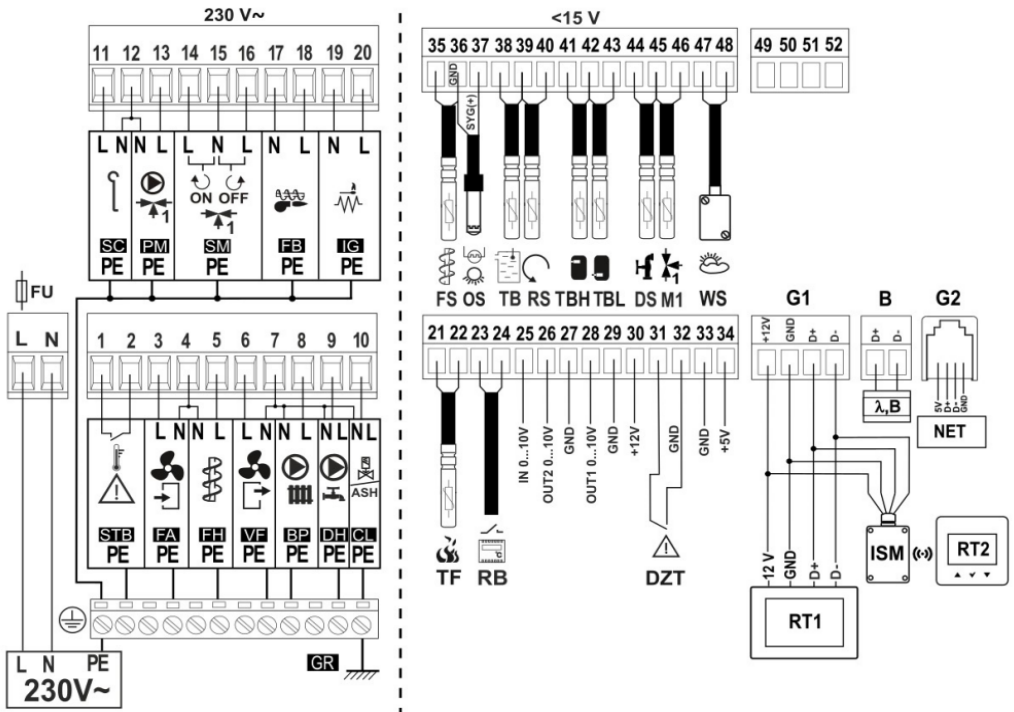 230 V~
<15 V
11 12 13 14 15 16 17 18 19 20
35 36 37 38 39 40 41 42 43 44 45 46 47 48
49 50 51 52
GND
SYG(+)
L N N L L N L N L N L
ON OFF
1
1
SC PM SM FB IG
PE PE PE PE PE
FS OS TB RS TBH TBL DS M1 WS
1
FU
L N
1 2 3 4 5 6 7 8 9 10
21 22 23 24 25 26 27 28 29 30 31 32 33 34
G1 B G2
+12V GND D+ D-
D+ D-
5V D+ D- GND
λ,B
NET
L N N L L N N L N L N L
ASH
STB FA FH VF BP DH CL
PE PE PE PE PE PE PE
IN 0...10V
OUT2 0...10V
GND
OUT1 0...10V
GND
+12V
GND
GND
+5V
TF RB DZT
12 V GND D+ D-
ISM
RT2
RT1
GR
L N PE
230V~